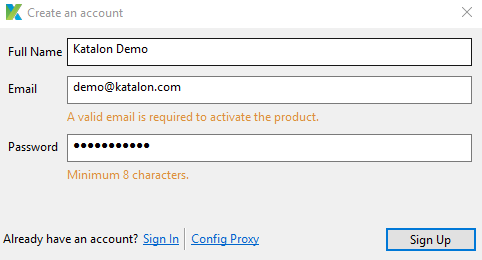 Create an account
Full Name Katalon Demo
Email demo@katalon.com
A valid email is required to activate the product.
Password ●●●●●●●●●●●
Minimum 8 characters.
Already have an account? Sign In Config Proxy Sign Up